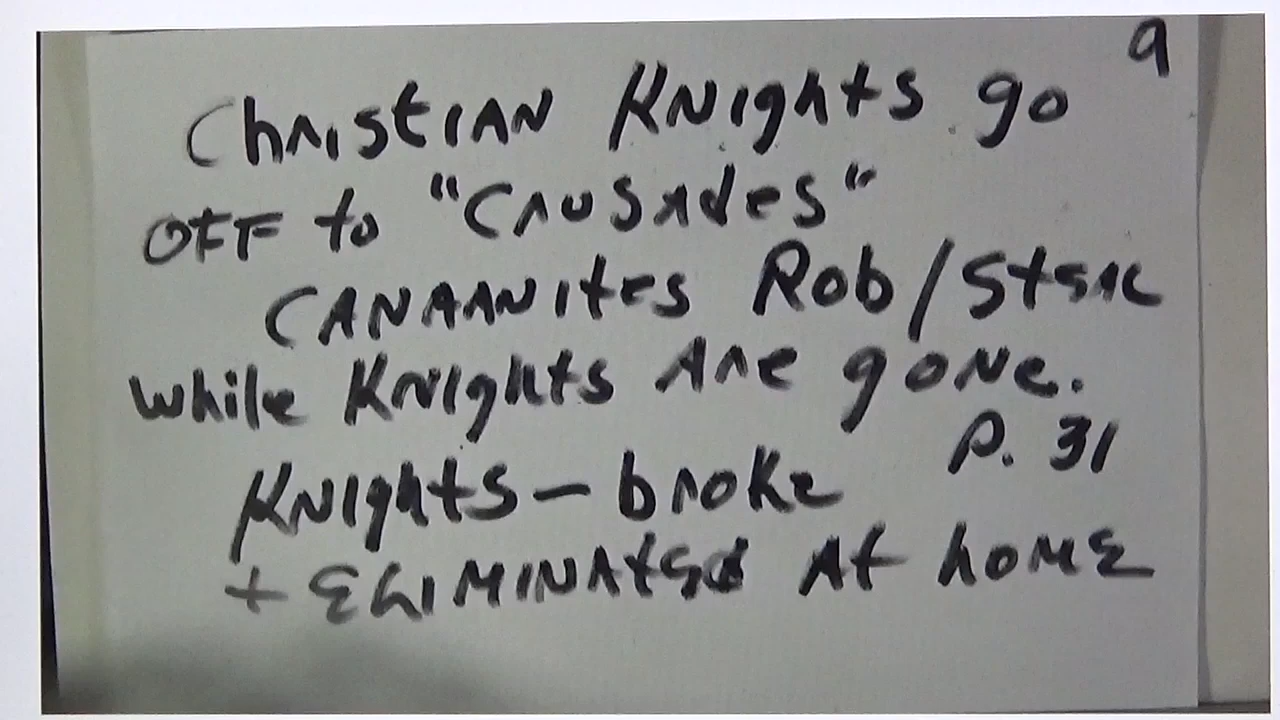 9
Christian Knights go
off to "Crusades"
Canaanites Rob/steal
while Knights are gone.
p. 31
Knights – broke
+ Eliminated at home